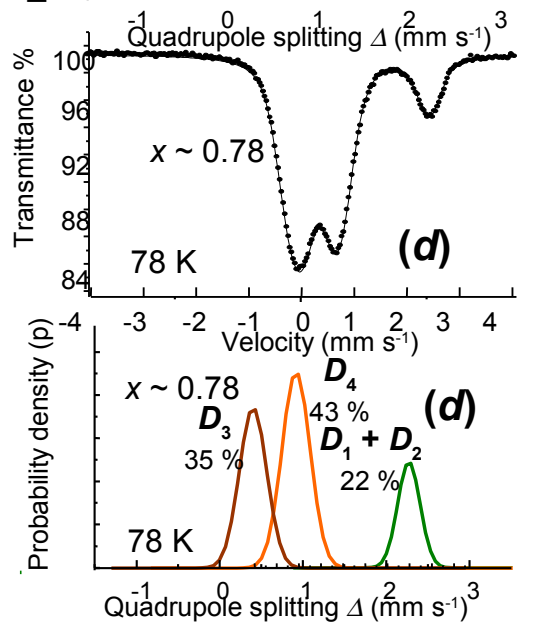 -1 0 1 2 3
Quadrupole splitting Δ (mm s⁻¹)
Transmittance %
100
96
92
88
84
x ~ 0.78
(d)
78 K
-4 -3 -2 -1 0 1 2 3 4
Velocity (mm s⁻¹)
Probability density (p)
x ~ 0.78
D₃
35 %
D₄
43 %
(d)
D₁ + D₂
22 %
78 K
-1 0 1 2 3
Quadrupole splitting Δ (mm s⁻¹)